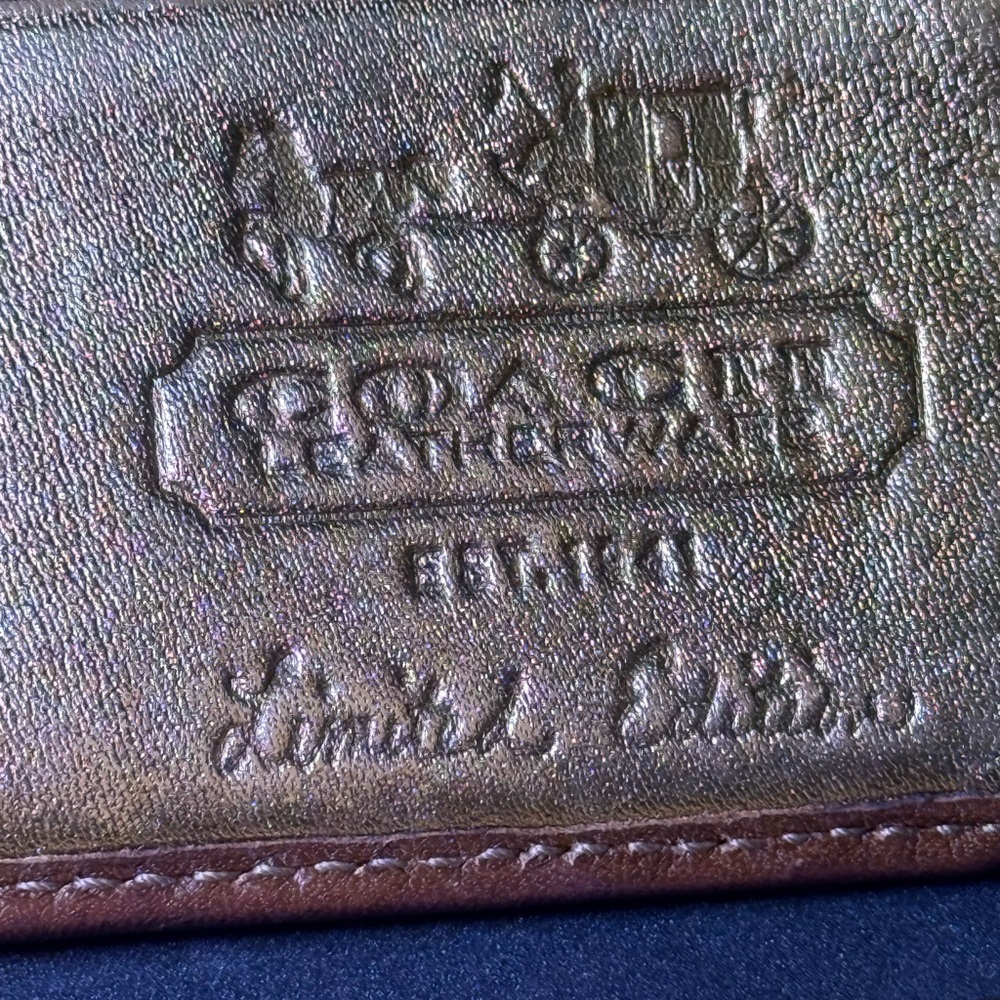 COACH
LEATHERWARE
EST. 1941
Limited Edition